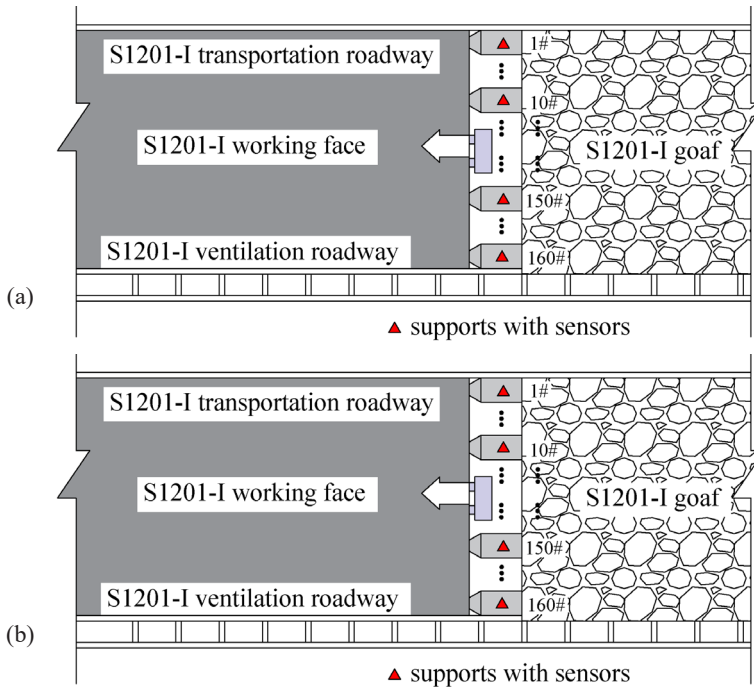 S1201-I transportation roadway
1#
10#
S1201-I working face
S1201-I goaf
150#
S1201-I ventilation roadway
160#
(a)
supports with sensors
S1201-I transportation roadway
1#
10#
S1201-I working face
S1201-I goaf
150#
S1201-I ventilation roadway
160#
(b)
supports with sensors